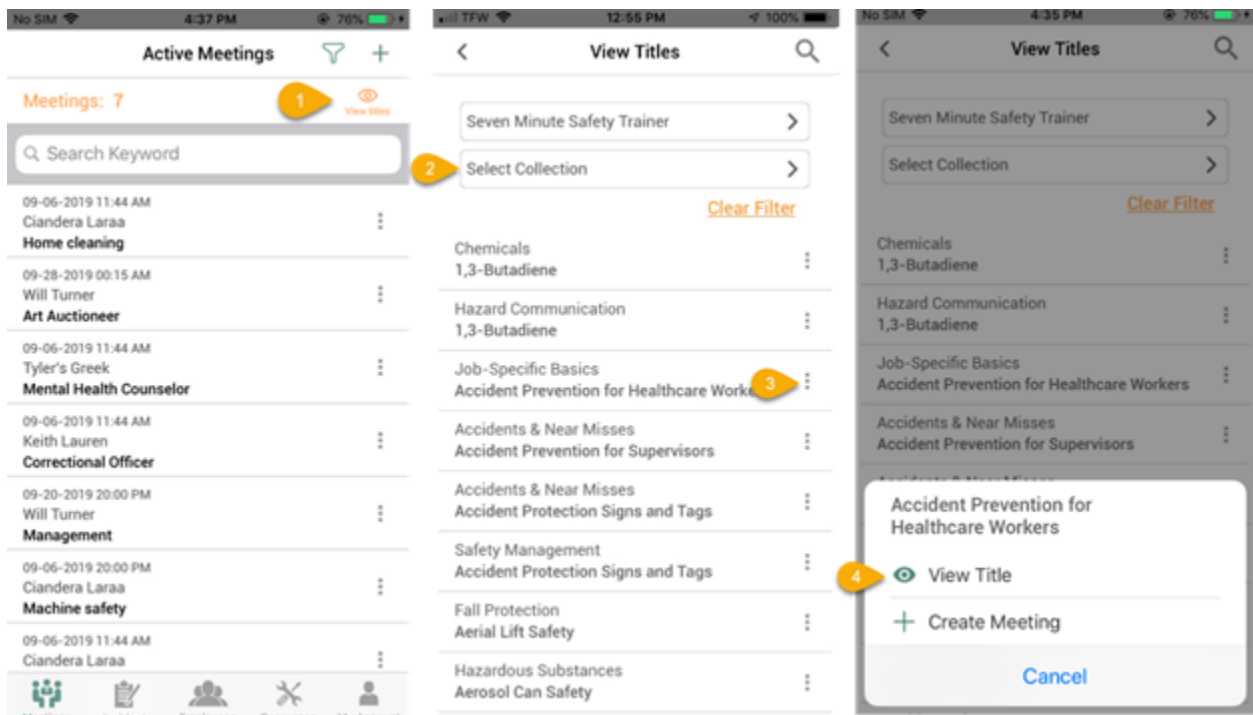 No SIM 4:37 PM 76%
Active Meetings
Meetings: 7
1
View titles
Search Keyword
09-06-2019 11:44 AM
Ciandera Laraa
Home cleaning
09-28-2019 00:15 AM
Will Turner
Art Auctioneer
09-06-2019 11:44 AM
Tyler's Greek
Mental Health Counselor
09-06-2019 11:44 AM
Keith Lauren
Correctional Officer
09-20-2019 20:00 PM
Will Turner
Management
09-06-2019 20:00 PM
Ciandera Laraa
Machine safety
09-06-2019 11:44 AM
Ciandera Laraa
TFW 12:55 PM 100%
View Titles
Seven Minute Safety Trainer
2
Select Collection
Clear Filter
Chemicals
1,3-Butadiene
Hazard Communication
1,3-Butadiene
Job-Specific Basics
Accident Prevention for Healthcare
3
Accidents & Near Misses
Accident Prevention for Supervisors
Accidents & Near Misses
Accident Protection Signs and Tags
Safety Management
Accident Protection Signs and Tags
Fall Protection
Aerial Lift Safety
Hazardous Substances
Aerosol Can Safety
No SIM 4:35 PM 76%
View Titles
Seven Minute Safety Trainer
Select Collection
Clear Filter
Chemicals
1,3-Butadiene
Hazard Communication
1,3-Butadiene
Job-Specific Basics
Accident Prevention for Healthcare Workers
Accidents & Near Misses
Accident Prevention for Supervisors
Accident Prevention for
Healthcare Workers
4
View Title
Create Meeting
Cancel